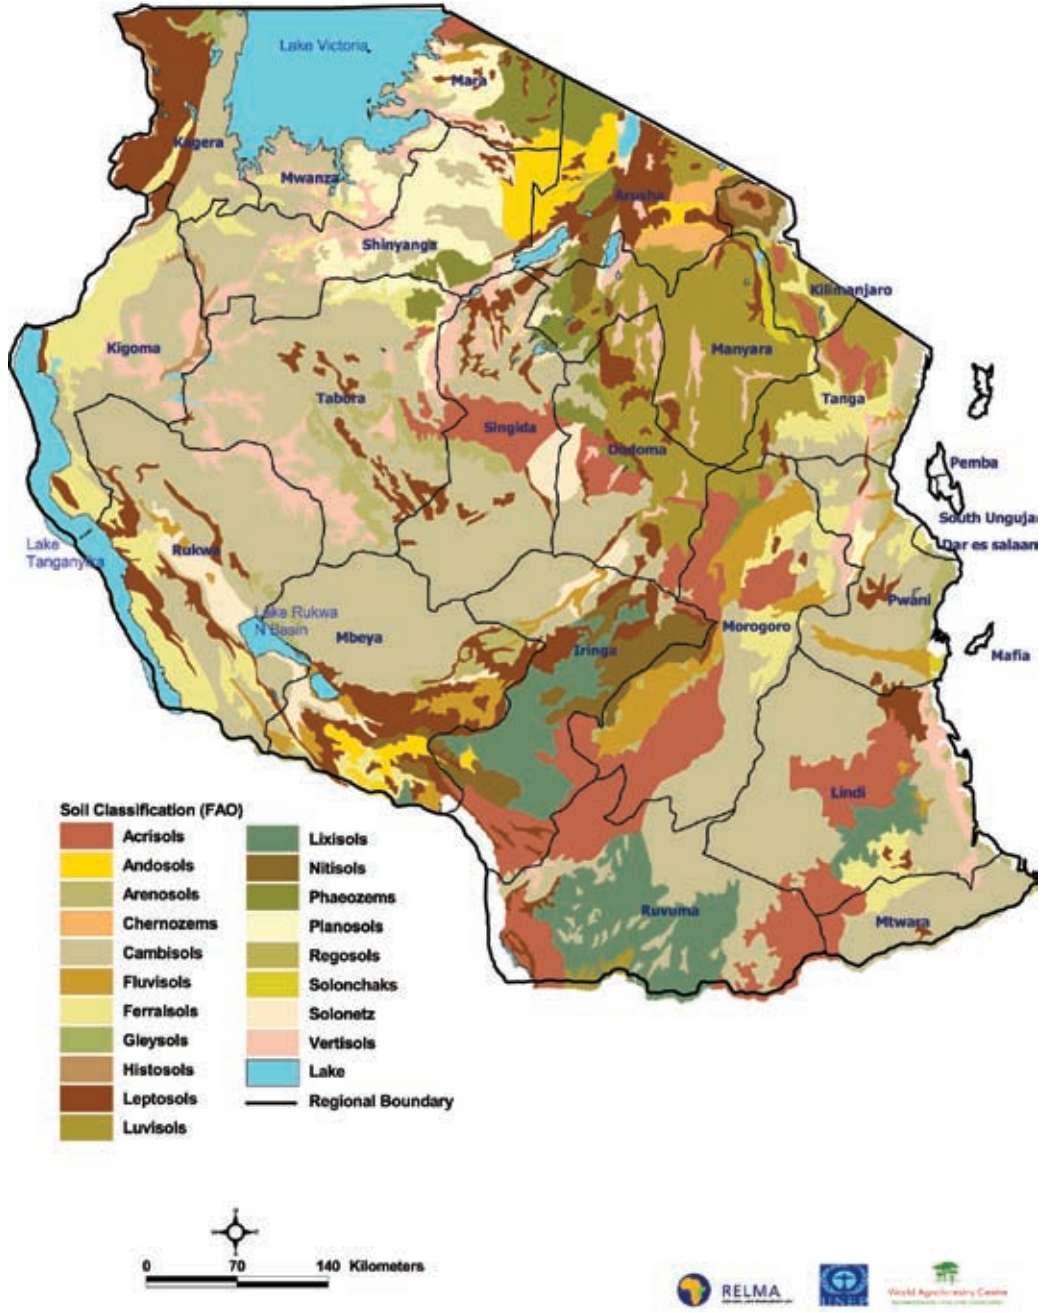 Lake Victoria
Mara
Kagera
Mwanza
Arusha
Shinyanga
Kilimanjaro
Kigoma
Manyara
Tabora
Tanga
Singida
Dodoma
Pemba
South Unguja
Lake
Tanganyika
Rukwa
Dar es salaam
Pwani
Lake Rukwa
N Basin
Mbeya
Iringa
Morogoro
Mafia
Lindi
Ruvuma
Mtwara
Soil Classification (FAO)
Acrisols
Andosols
Arenosols
Chernozems
Cambisols
Fluvisols
Ferralsols
Gleysols
Histosols
Leptosols
Luvisols
Lixisols
Nitisols
Phaeozems
Planosols
Regosols
Solonchaks
Solonetz
Vertisols
Lake
Regional Boundary
0 70 140 Kilometers
RELMA
UNEP
World Agroforestry Centre